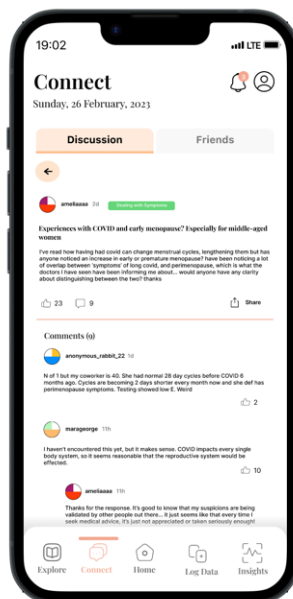 19:02
LTE
Connect
Sunday, 26 February, 2023
Discussion
Friends
ameliaaas 2d
Dealing with Symptoms
Experiences with COVID and early menopause? Especially for middle-aged
women
I've read how having had covid can change menstrual cycles, lengthening them but has
anyone noticed an increase in early or premature menopause? have been noticing a lot
of overlap between 'symptoms' of long covid, and perimenopause, which is what the
doctors I have seen have been informing me about... would anyone have any clarity
about distinguishing between the two? thanks
23
9
Share
Comments (9)
anonymous_rabbit_22 1d
N of 1 but my coworker is 40. She had normal 28 day cycles before COVID 6
months ago. Cycles are becoming 2 days shorter every month now and she def has
perimenopause symptoms. Testing showed low E. Weird
2
marageorge 11h
I haven't encountered this yet, but it makes sense. COVID impacts every single
body system, so it seems reasonable that the reproductive system would be
effected.
10
ameliaaas 11h
Thanks for the response. It's good to know that my suspicions are being
validated by other people out there... it just seems like that every time I
seek medical advice, it's just not appreciated or taken seriously enough!
Explore
Connect
Home
Log Data
Insights